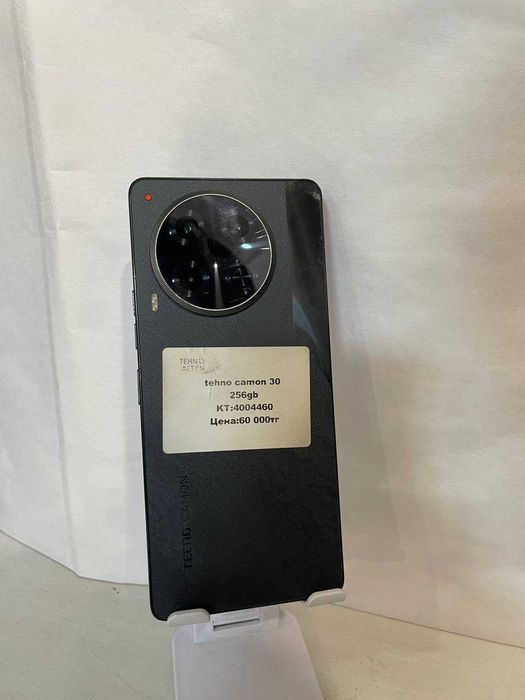 TEHNO
ALTYN
tehno camon 30
256gb
КТ:4004460
Цена:60 000тг
TECNO CAMON